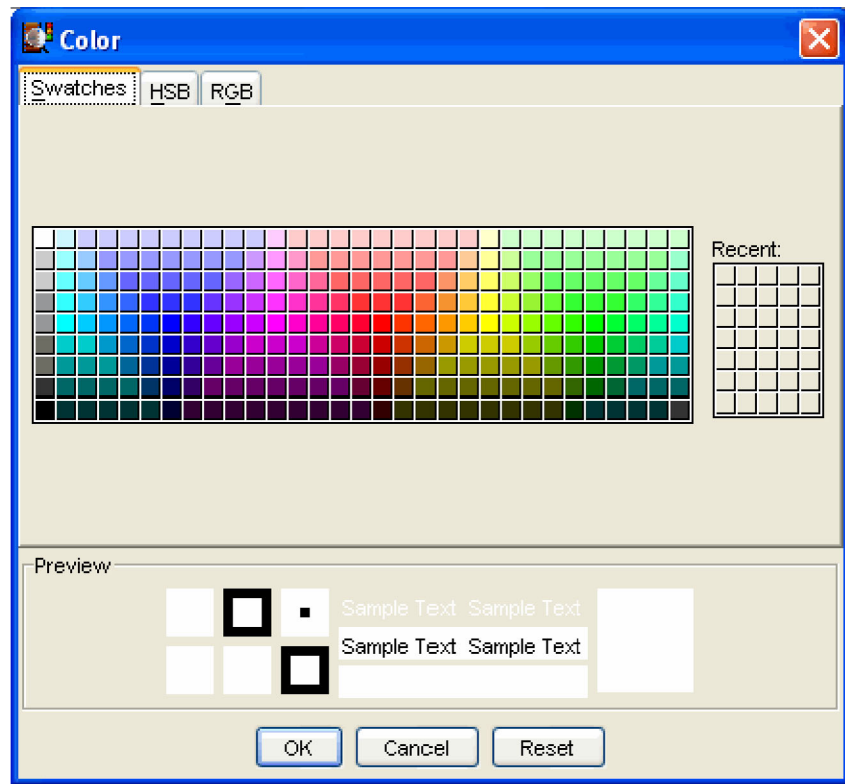 Color
Swatches HSB RGB
Recent:
Preview
Sample Text Sample Text
Sample Text Sample Text
OK Cancel Reset